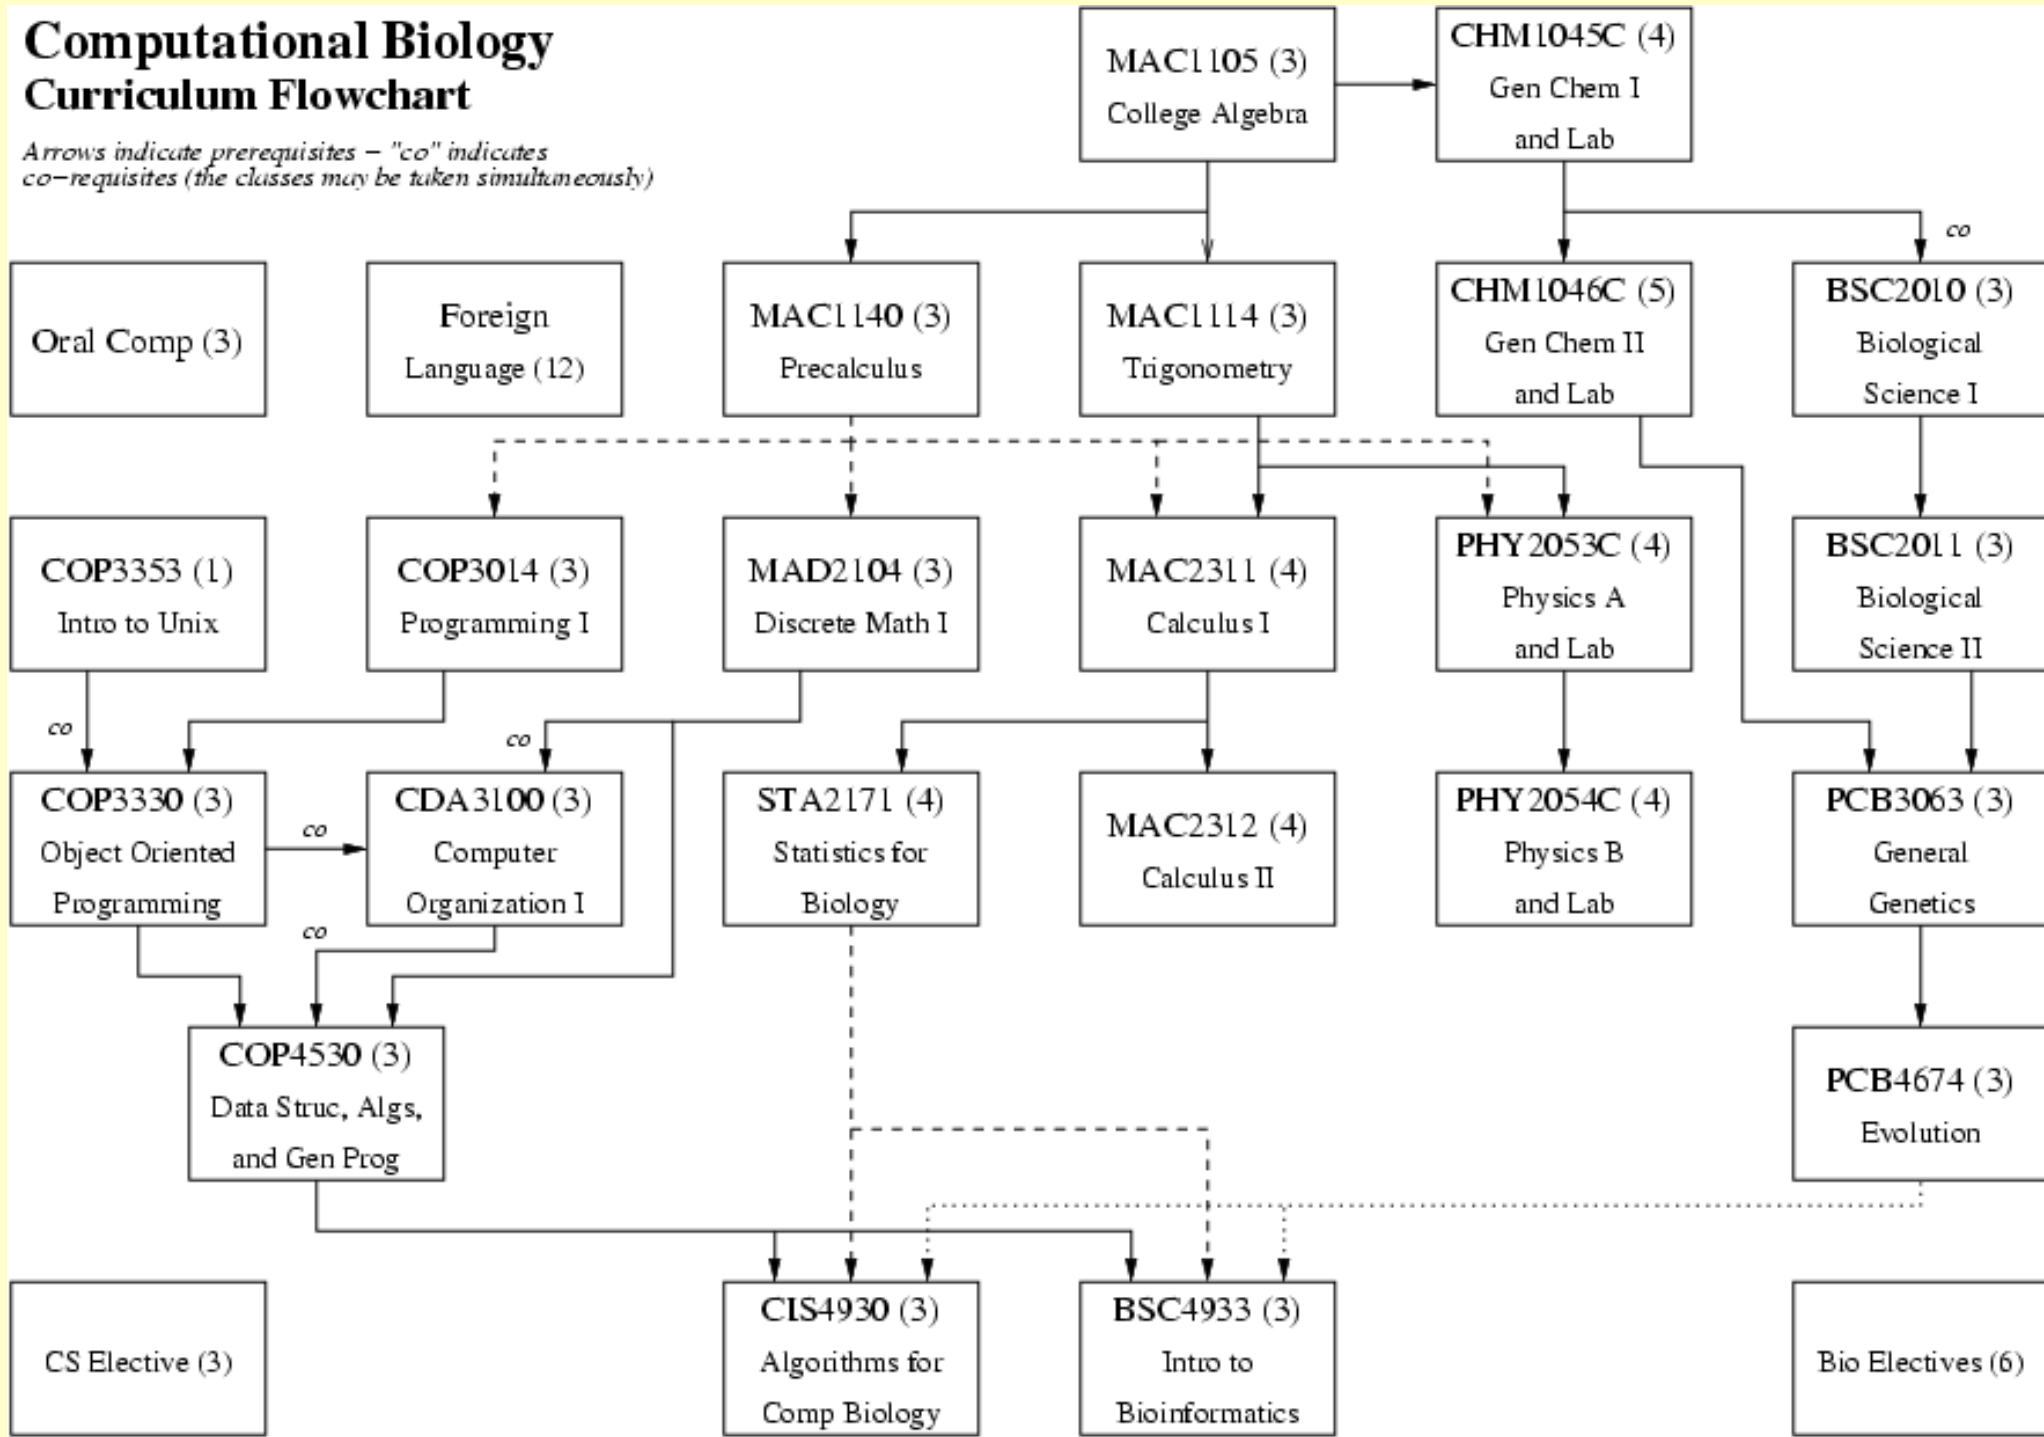 Computational Biology
Curriculum Flowchart
Arrows indicate prerequisites – "co" indicates
co–requisites (the classes may be taken simultaneously)
MAC1105 (3)
College Algebra
CHM1045C (4)
Gen Chem I
and Lab
co
Oral Comp (3)
Foreign
Language (12)
MAC1140 (3)
Precalculus
MAC1114 (3)
Trigonometry
CHM1046C (5)
Gen Chem II
and Lab
BSC2010 (3)
Biological
Science I
COP3353 (1)
Intro to Unix
COP3014 (3)
Programming I
MAD2104 (3)
Discrete Math I
MAC2311 (4)
Calculus I
PHY2053C (4)
Physics A
and Lab
BSC2011 (3)
Biological
Science II
co
co
COP3330 (3)
Object Oriented
Programming
co
CDA3100 (3)
Computer
Organization I
STA2171 (4)
Statistics for
Biology
MAC2312 (4)
Calculus II
PHY2054C (4)
Physics B
and Lab
PCB3063 (3)
General
Genetics
co
COP4530 (3)
Data Struc, Algs,
and Gen Prog
PCB4674 (3)
Evolution
CS Elective (3)
CIS4930 (3)
Algorithms for
Comp Biology
BSC4933 (3)
Intro to
Bioinformatics
Bio Electives (6)